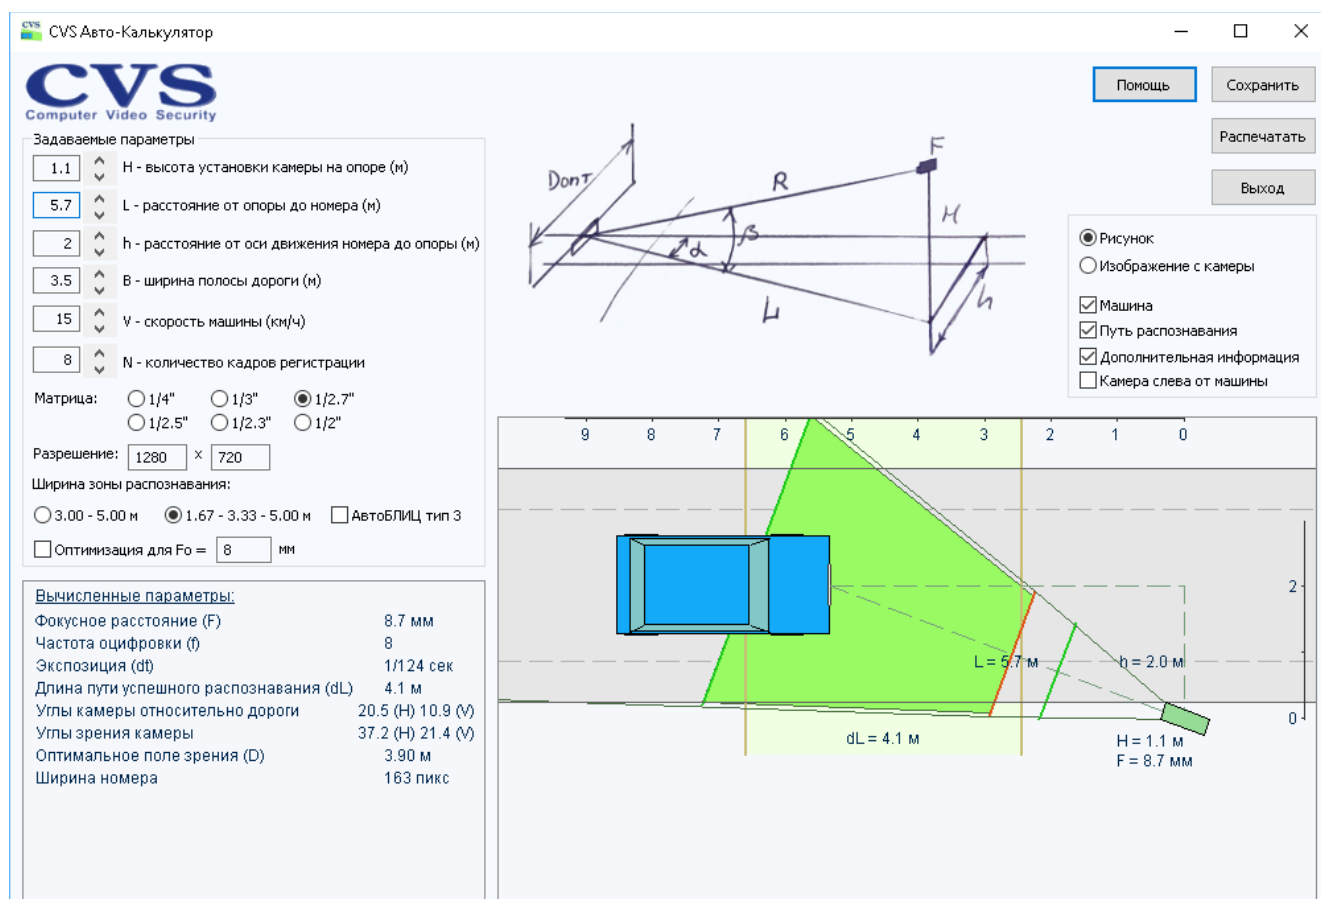 CVS Авто-Калькулятор
CVS
Computer Video Security
Помощь
Сохранить
Распечатать
Выход
Задаваемые параметры
1.1 H - высота установки камеры на опоре (м)
5.7 L - расстояние от опоры до номера (м)
2 h - расстояние от оси движения номера до опоры (м)
3.5 B - ширина полосы дороги (м)
15 V - скорость машины (км/ч)
8 N - количество кадров регистрации
Матрица: 1/4" 1/3" 1/2.7"
1/2.5" 1/2.3" 1/2"
Разрешение: 1280 x 720
Ширина зоны распознавания:
3.00 - 5.00 м 1.67 - 3.33 - 5.00 м АвтоБЛИЦ тип 3
Оптимизация для Fo = 8 мм
Dопт
R
F
H
α
β
L
h
Рисунок
Изображение с камеры
Машина
Путь распознавания
Дополнительная информация
Камера слева от машины
Вычисленные параметры:
Фокусное расстояние (F) 8.7 мм
Частота оцифровки (f) 8
Экспозиция (dt) 1/124 сек
Длина пути успешного распознавания (dL) 4.1 м
Углы камеры относительно дороги 20.5 (H) 10.9 (V)
Углы зрения камеры 37.2 (H) 21.4 (V)
Оптимальное поле зрения (D) 3.90 м
Ширина номера 163 пикс
9 8 7 6 5 4 3 2 1 0
2
L = 5.7 м
h = 2.0 м
0
dL = 4.1 м
H = 1.1 м
F = 8.7 мм